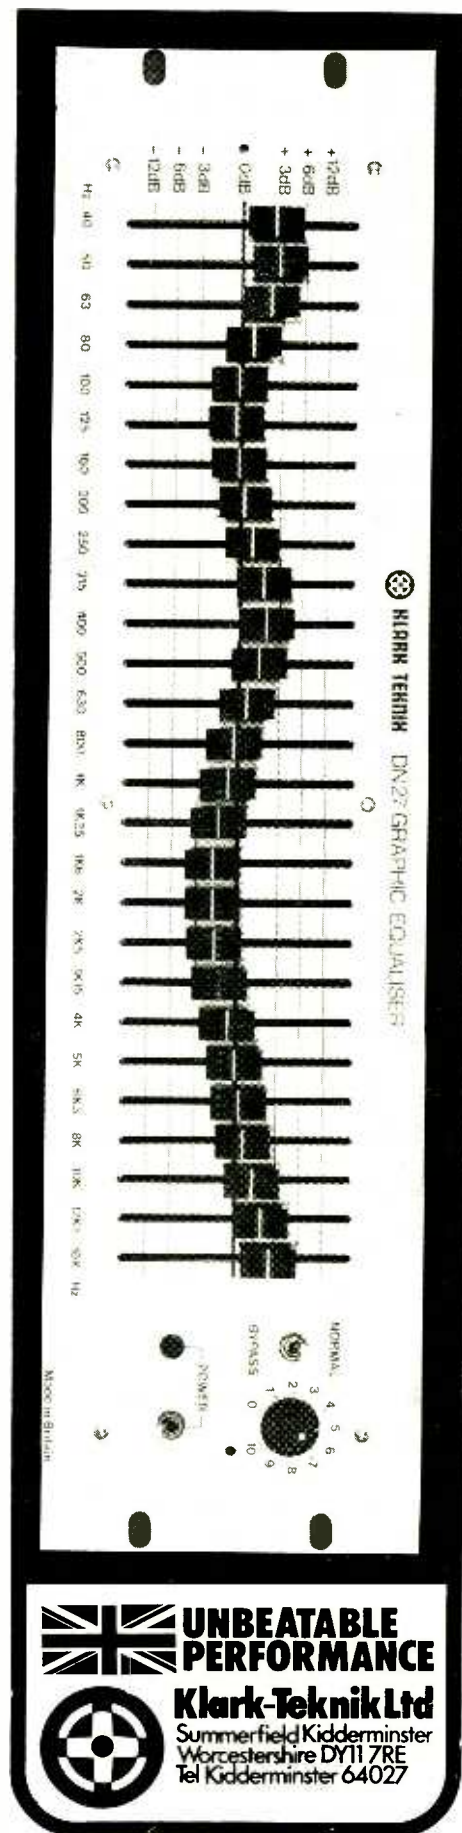 +12dB
+ 6dB
+ 3dB
0dB
- 3dB
- 6dB
- 12dB
Hz 40 50 63 80 100 125 160 200 250 315 400 500 630 800 1K 1K25 1K6 2K 2K5 3K15 4K 5K 6K3 8K 10K 12K5 16K Hz
KLARK TEKNIK DN27 GRAPHIC EQUALISER
NORMAL
BYPASS
0 1 2 3 4 5 6 7 8 9 10
POWER
Made in Britain
UNBEATABLE
PERFORMANCE
Klark-Teknik Ltd
Summerfield Kidderminster
Worcestershire DY11 7RE
Tel Kidderminster 64027